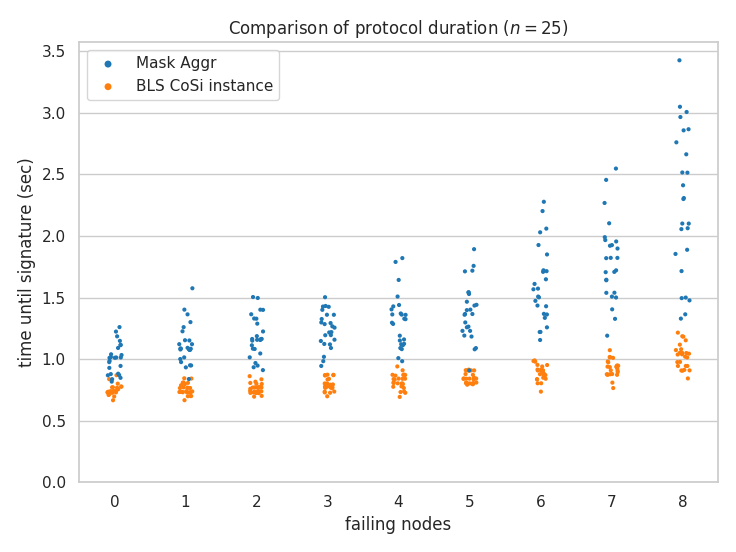 Comparison of protocol duration (n = 25)
Mask Aggr
BLS CoSi instance
time until signature (sec)
3.5
3.0
2.5
2.0
1.5
1.0
0.5
0.0
0 1 2 3 4 5 6 7 8
failing nodes